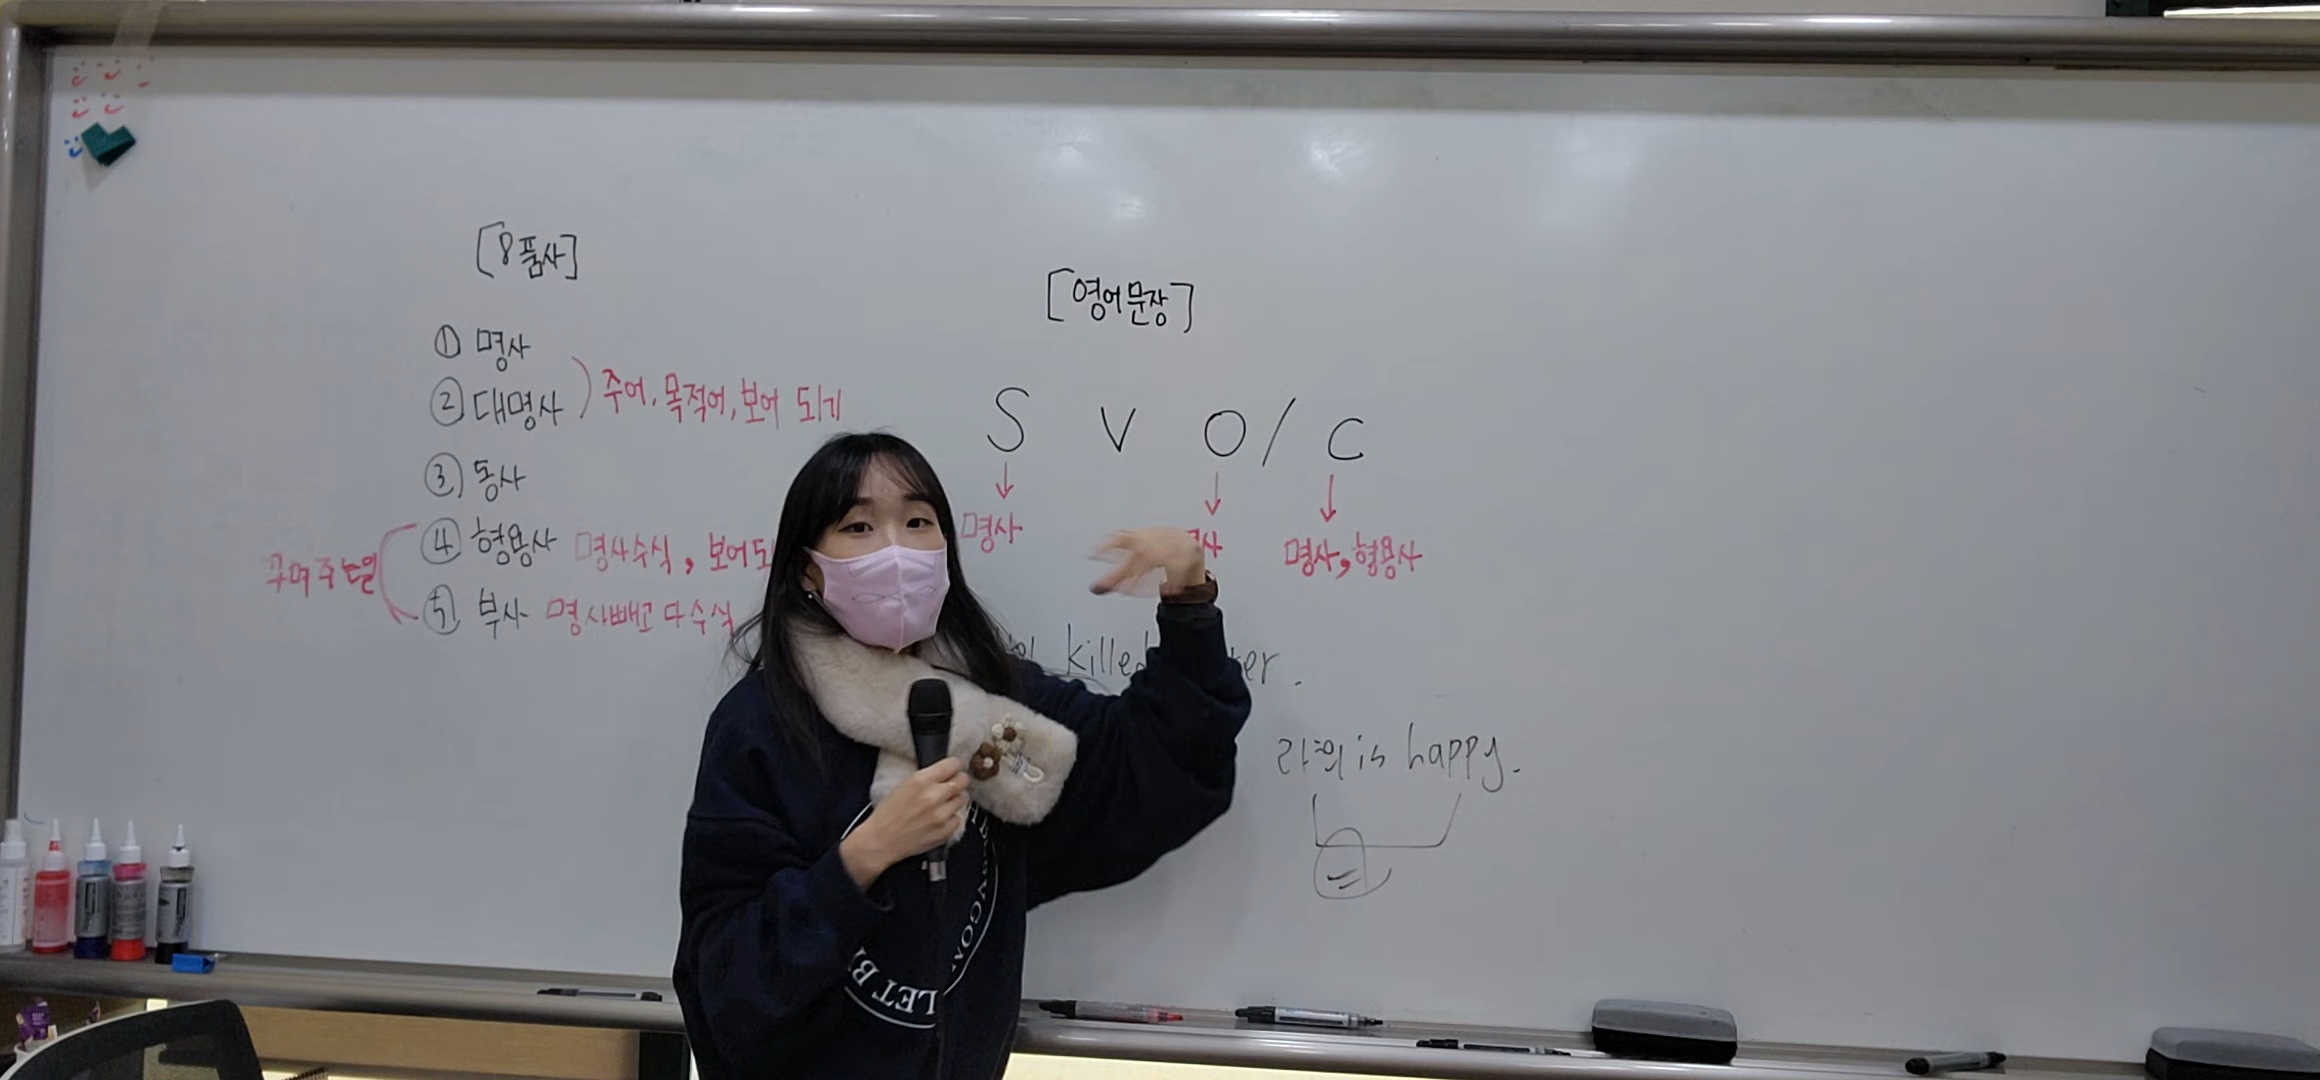 [8품사]
① 명사
② 대명사 ) 주어, 목적어, 보어 되기
③ 동사
④ 형용사 명사수식, 보어
⑤ 부사 명사빼고 다 수식
꾸며주는말
[영어문장]
S V O / C
명사 명사, 형용사
killed
라희 is happy.
LET